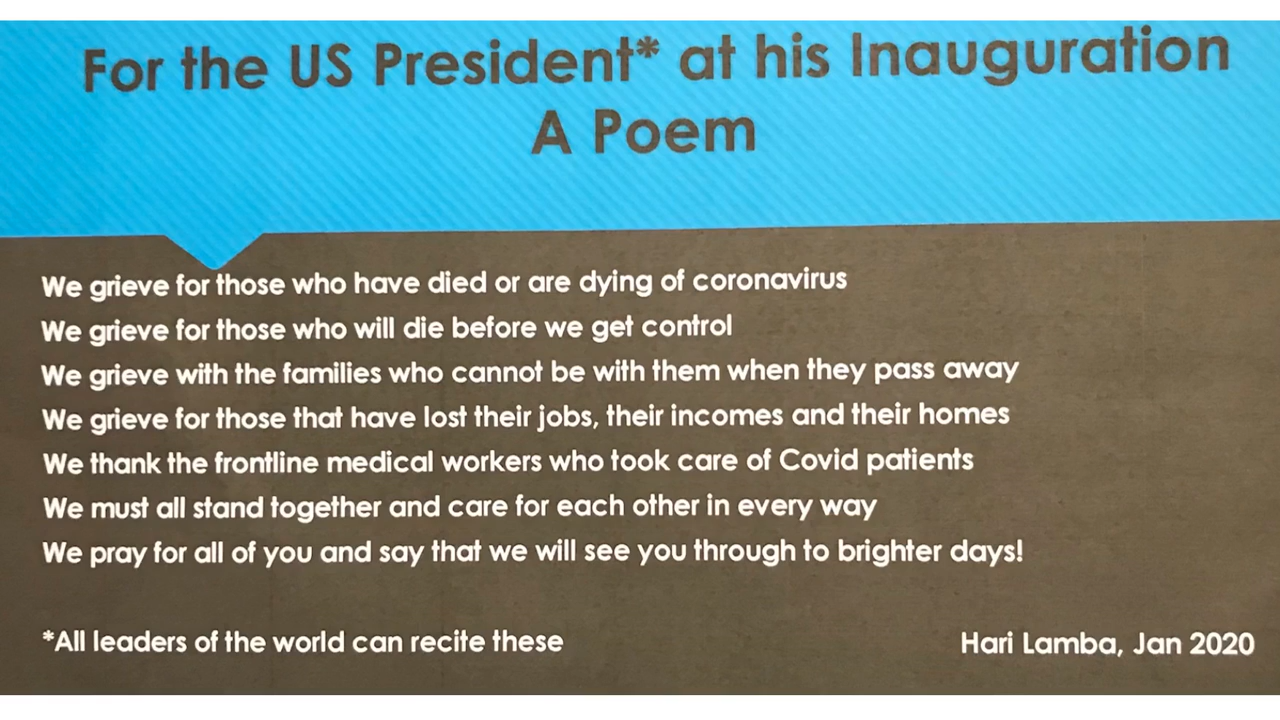 For the US President* at his Inauguration
A Poem
We grieve for those who have died or are dying of coronavirus
We grieve for those who will die before we get control
We grieve with the families who cannot be with them when they pass away
We grieve for those that have lost their jobs, their incomes and their homes
We thank the frontline medical workers who took care of Covid patients
We must all stand together and care for each other in every way
We pray for all of you and say that we will see you through to brighter days!
*All leaders of the world can recite these
Hari Lamba, Jan 2020